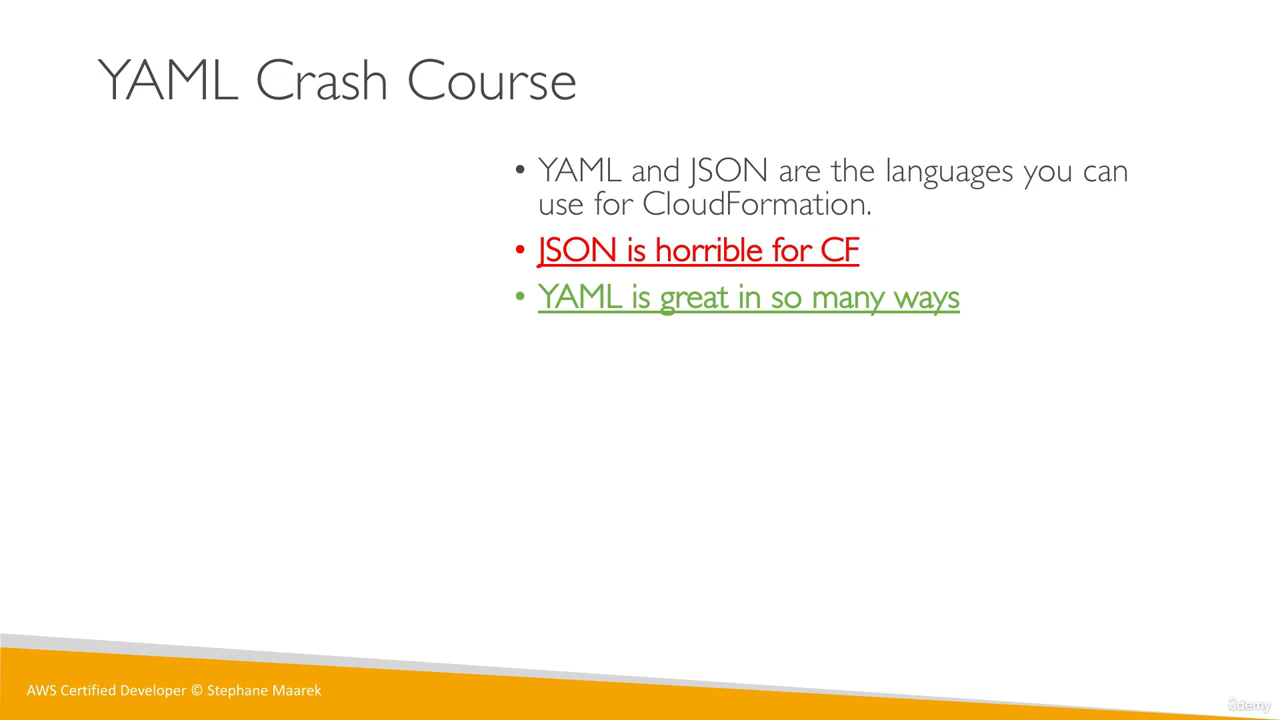 YAML Crash Course
• YAML and JSON are the languages you can
use for CloudFormation.
• JSON is horrible for CF
• YAML is great in so many ways
AWS Certified Developer © Stephane Maarek
ûdemy